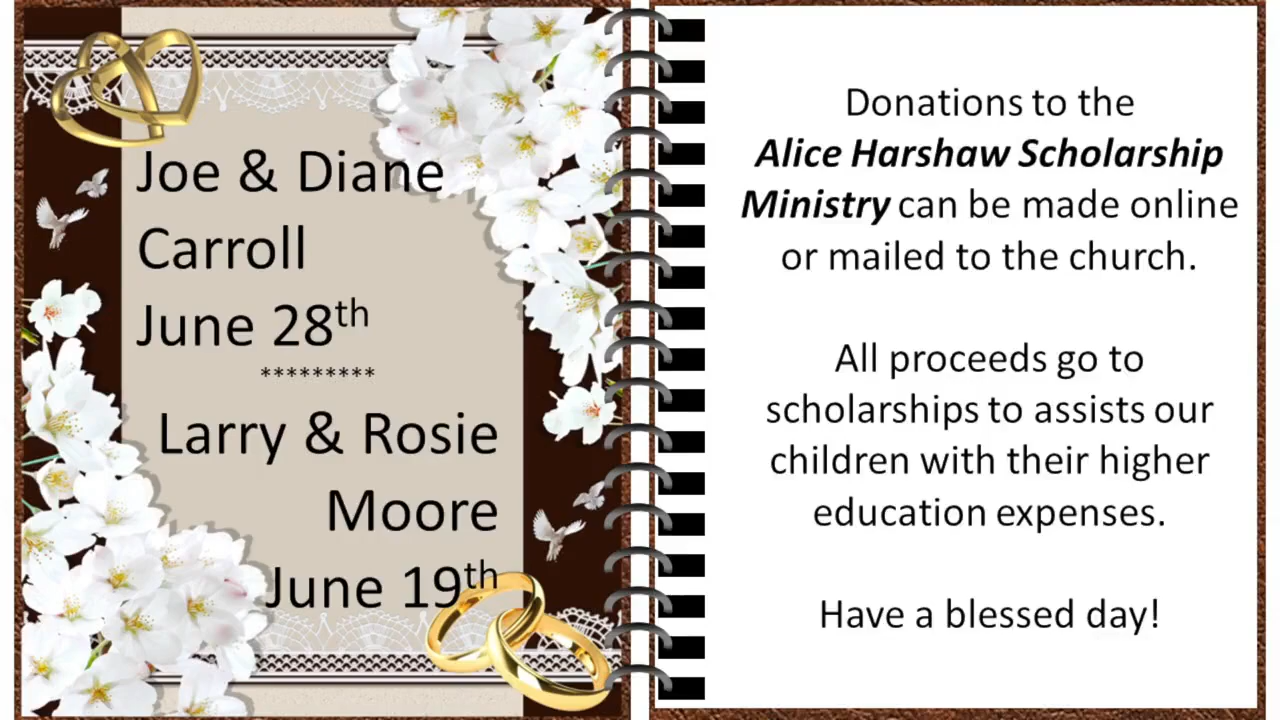 Joe & Diane
Carroll
June 28th
*********
Larry & Rosie
Moore
June 19th
Donations to the
Alice Harshaw Scholarship
Ministry can be made online
or mailed to the church.
All proceeds go to
scholarships to assists our
children with their higher
education expenses.
Have a blessed day!